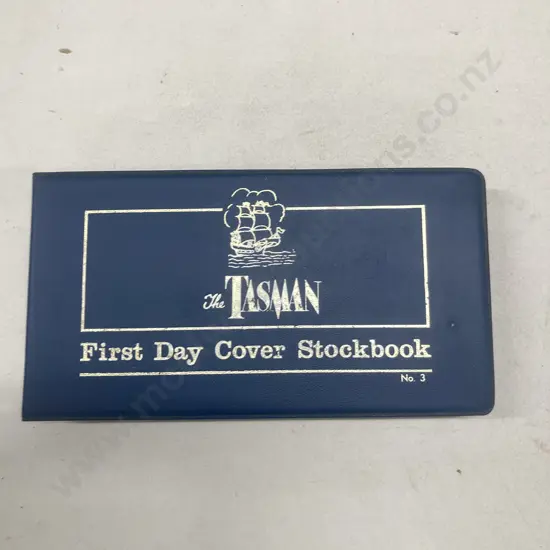 The TASMAN
First Day Cover Stockbook
No. 3